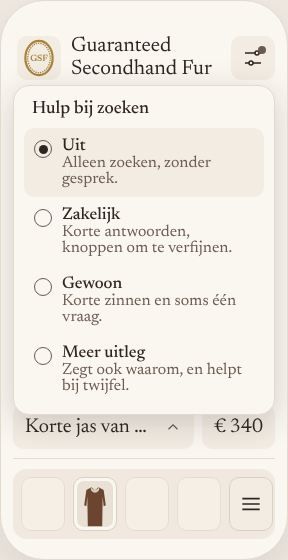 GSF
Guaranteed
Secondhand Fur
Hulp bij zoeken
Uit
Alleen zoeken, zonder
gesprek.
Zakelijk
Korte antwoorden,
knoppen om te verfijnen.
Gewoon
Korte zinnen en soms één
vraag.
Meer uitleg
Zegt ook waarom, en helpt
bij twijfel.
Korte jas van ...
€ 340